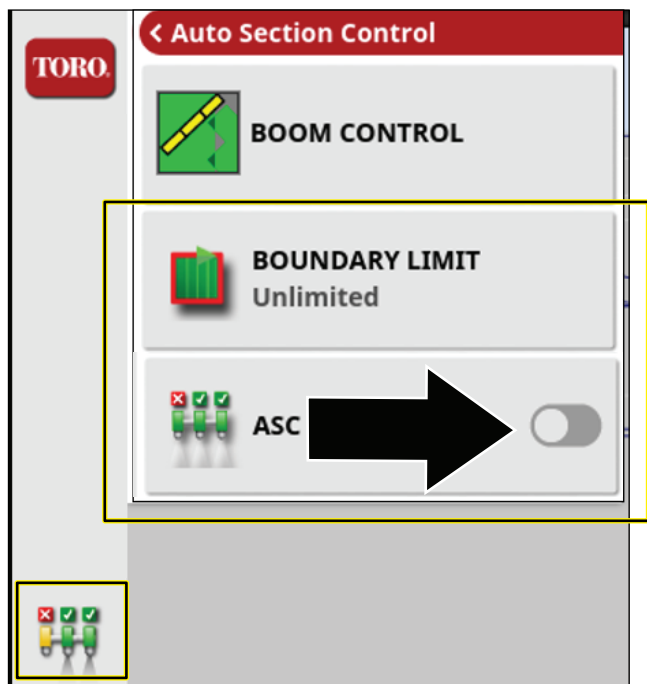 TORO.
< Auto Section Control
BOOM CONTROL
BOUNDARY LIMIT
Unlimited
ASC